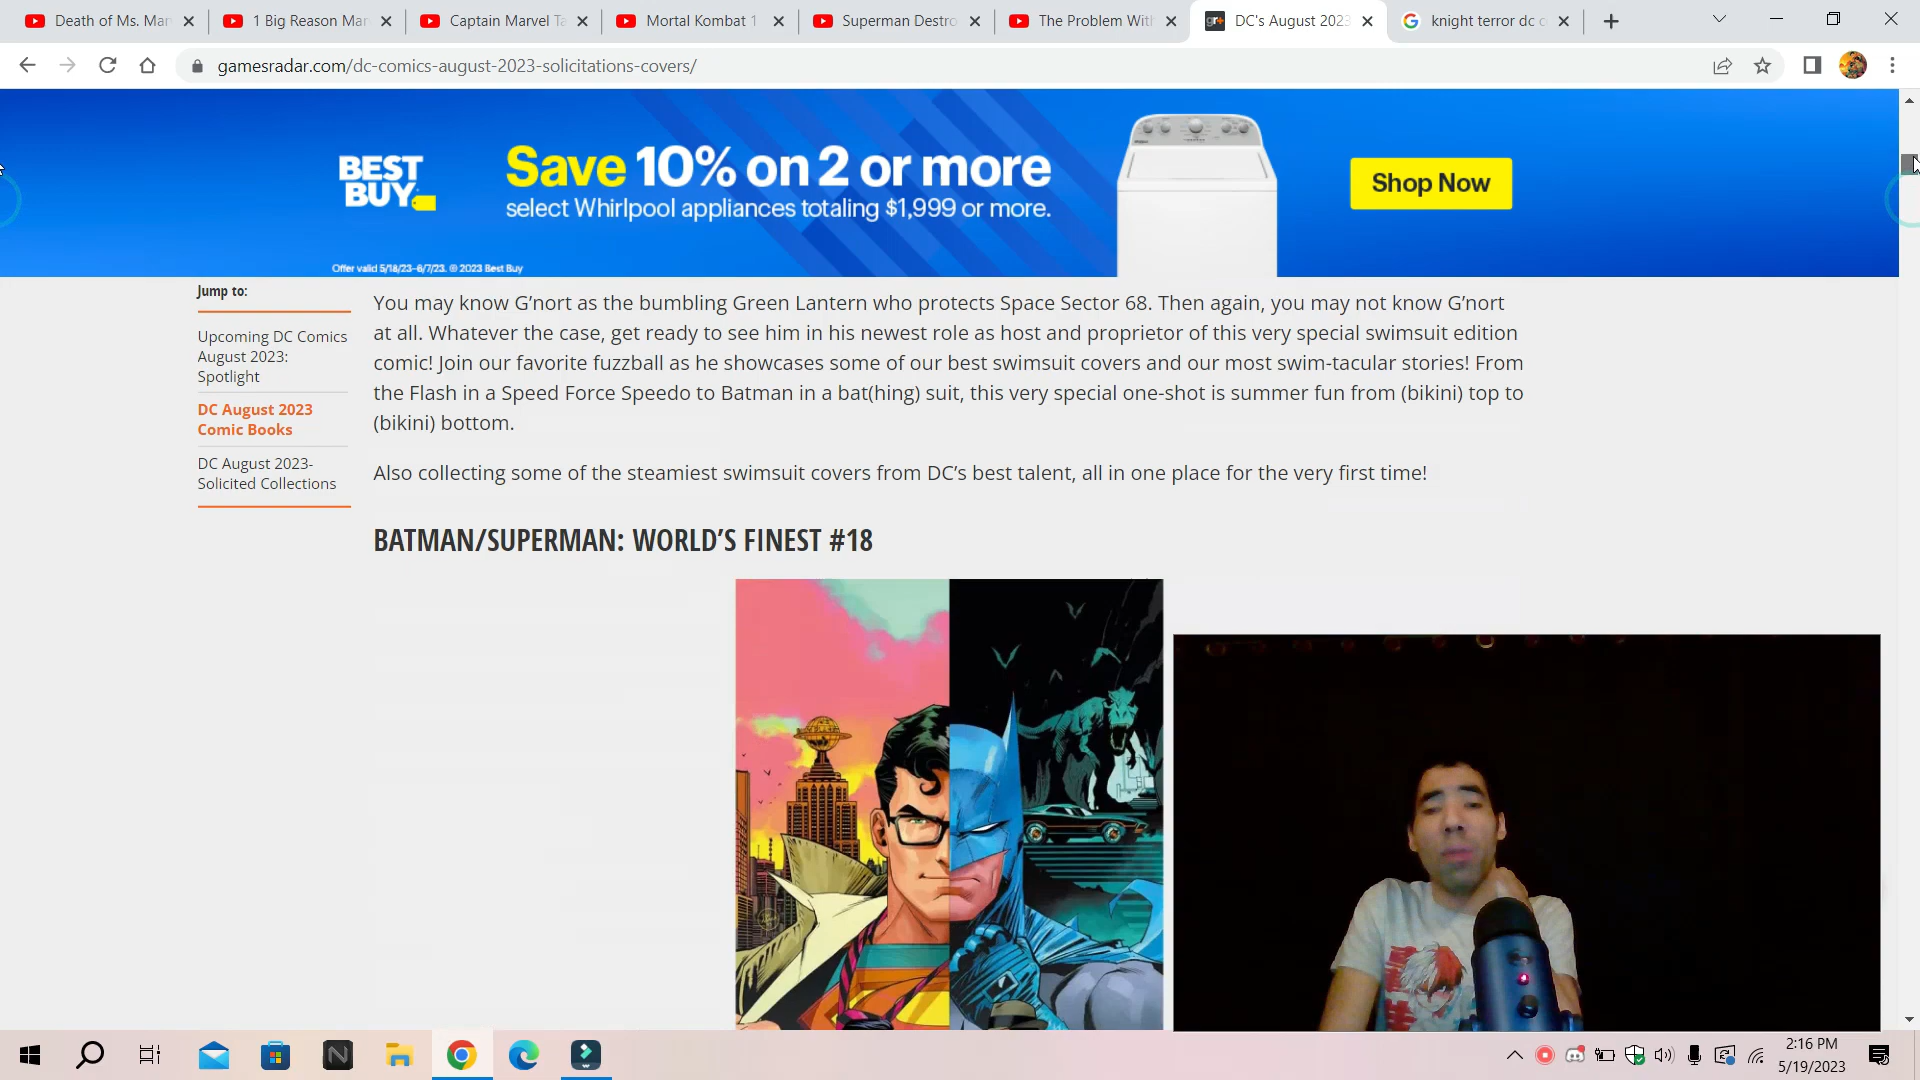 Death of Ms. Mar
1 Big Reason Mar
Captain Marvel Ta
Mortal Kombat 1
Superman Destro
The Problem With
DC's August 2023
knight terror dc c
gamesradar.com/dc-comics-august-2023-solicitations-covers/
BEST BUY
Save 10% on 2 or more
select Whirlpool appliances totaling $1,999 or more.
Shop Now
Offer valid 5/18/23–6/7/23. © 2023 Best Buy
Jump to:
Upcoming DC Comics
August 2023:
Spotlight
DC August 2023
Comic Books
DC August 2023-
Solicited Collections
You may know G’nort as the bumbling Green Lantern who protects Space Sector 68. Then again, you may not know G’nort
at all. Whatever the case, get ready to see him in his newest role as host and proprietor of this very special swimsuit edition
comic! Join our favorite fuzzball as he showcases some of our best swimsuit covers and our most swim-tacular stories! From
the Flash in a Speed Force Speedo to Batman in a bat(hing) suit, this very special one-shot is summer fun from (bikini) top to
(bikini) bottom.
Also collecting some of the steamiest swimsuit covers from DC’s best talent, all in one place for the very first time!
BATMAN/SUPERMAN: WORLD’S FINEST #18
2:16 PM
5/19/2023